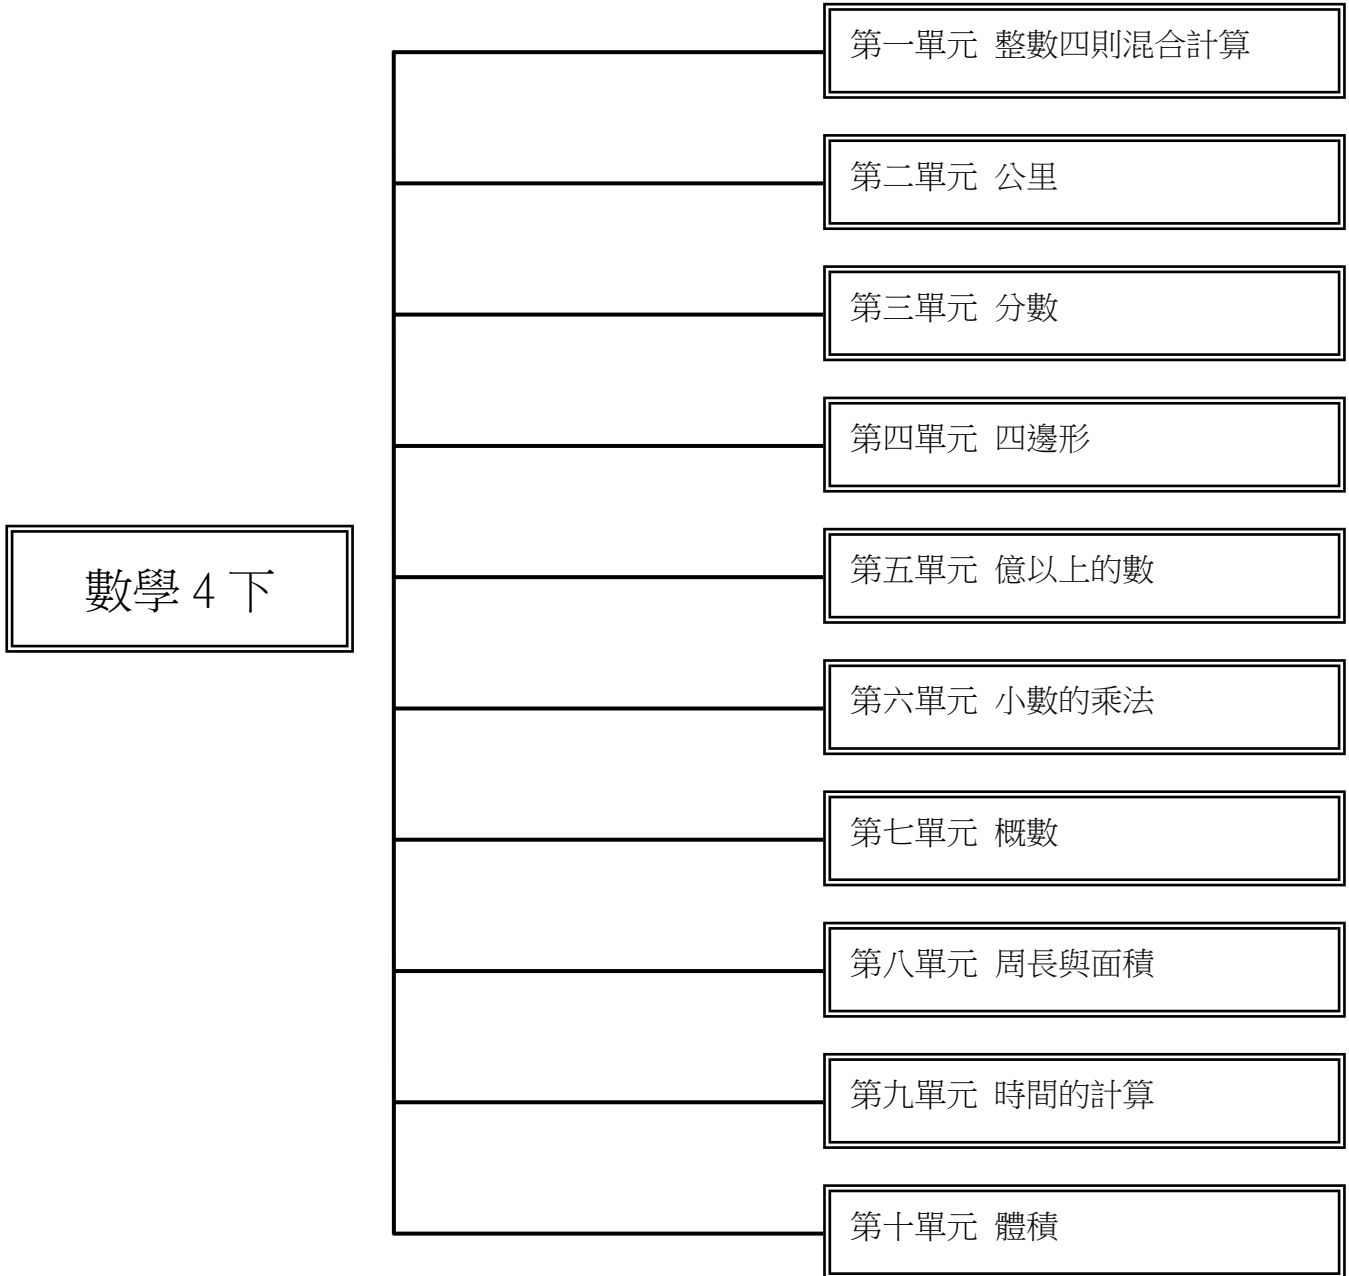 第一單元 整數四則混合計算
第二單元 公里
第三單元 分數
第四單元 四邊形
數學 4 下
第五單元 億以上的數
第六單元 小數的乘法
第七單元 概數
第八單元 周長與面積
第九單元 時間的計算
第十單元 體積